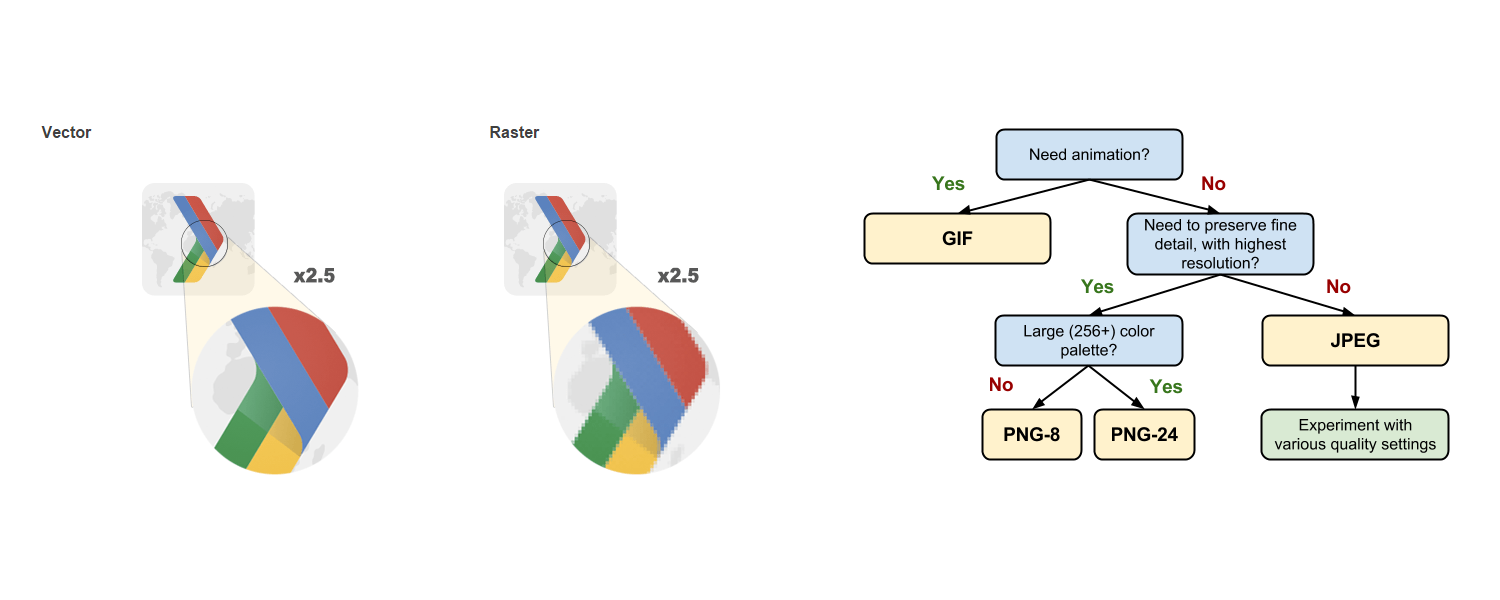 Vector
x2.5
Raster
x2.5
Need animation?
Yes
No
GIF
Need to preserve fine
detail, with highest
resolution?
Yes
No
Large (256+) color
palette?
JPEG
No
Yes
PNG-8
PNG-24
Experiment with
various quality settings